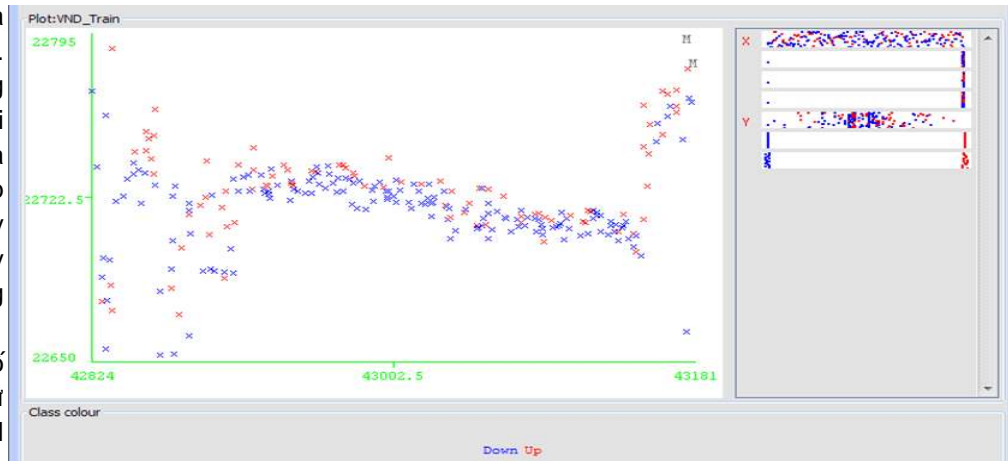 Plot:VND_Train
22795
M
M
22722.5
22650
42824 43002.5 43181
X
Y
Class colour
Down Up